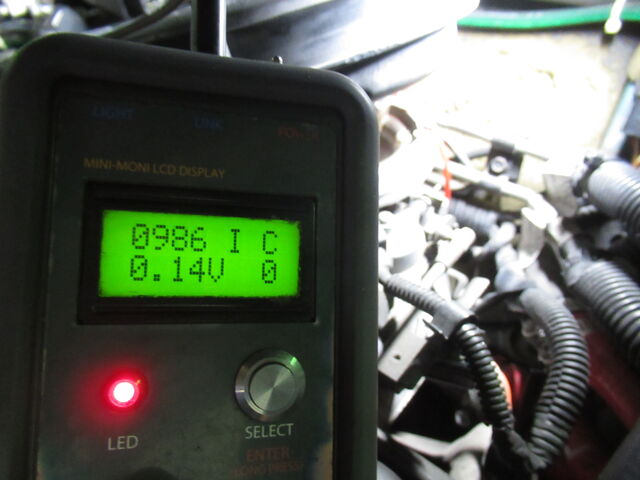 LIGHT LINK POWER
MINI-MONI LCD DISPLAY
0986 I C
0.14V 0
LED
SELECT
ENTER
(LONG PRESS)